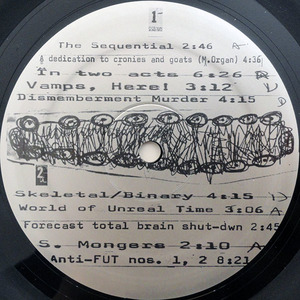 1
The Sequential 2:46 A
A dedication to cronies and goats (M.Organ) 4:36
In two acts 6:26 A
Vamps, Here! 3:12 D
Dismemberment Murder 4:15 D
2
Skeletal/Binary 4:15 D
World of Unreal Time 3:06 A
Forecast total brain shut-dwn 2:45
S. Mongers 2:10 A
Anti-FUT nos. 1, 2 8:21